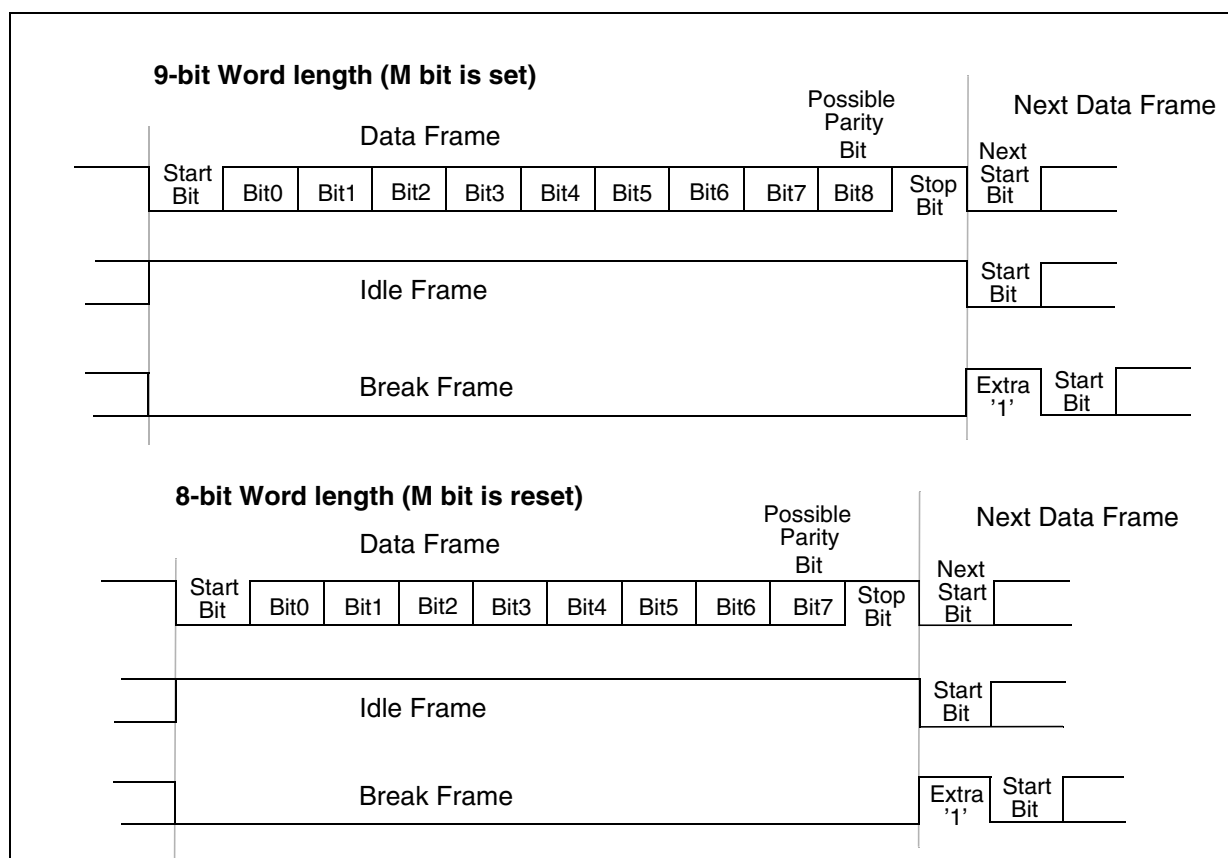 9-bit Word length (M bit is set)
Possible
Parity
Bit
Next Data Frame
Data Frame
Start
Bit
Bit0
Bit1
Bit2
Bit3
Bit4
Bit5
Bit6
Bit7
Bit8
Stop
Bit
Next
Start
Bit
Idle Frame
Start
Bit
Break Frame
Extra
'1'
Start
Bit
8-bit Word length (M bit is reset)
Possible
Parity
Bit
Next Data Frame
Data Frame
Start
Bit
Bit0
Bit1
Bit2
Bit3
Bit4
Bit5
Bit6
Bit7
Stop
Bit
Next
Start
Bit
Idle Frame
Start
Bit
Break Frame
Extra
'1'
Start
Bit